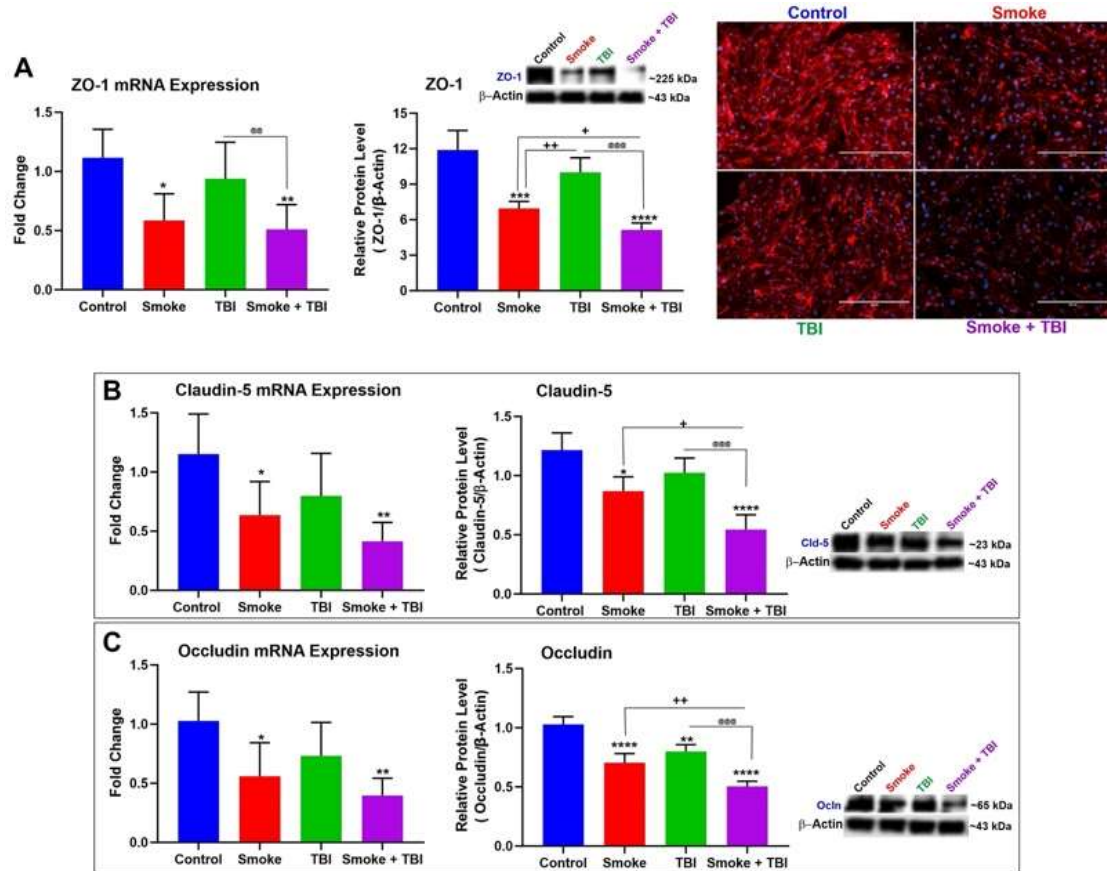 A
ZO-1 mRNA Expression
Fold Change
1.5
1.0
0.5
0.0
*
@@
**
Control Smoke TBI Smoke + TBI
ZO-1
Relative Protein Level
( ZO-1/β-Actin)
15
12
9
6
3
0
***
++
+
@@@
****
Control Smoke TBI Smoke + TBI
Control Smoke TBI Smoke + TBI
ZO-1 ~225 kDa
β-Actin ~43 kDa
Control Smoke
TBI Smoke + TBI
B
Claudin-5 mRNA Expression
Fold Change
1.5
1.0
0.5
0.0
*
**
Control Smoke TBI Smoke + TBI
Claudin-5
Relative Protein Level
( Claudin-5/β-Actin)
1.5
1.0
0.5
0.0
*
+
@@@
****
Control Smoke TBI Smoke + TBI
Control Smoke TBI Smoke + TBI
Cld-5 ~23 kDa
β-Actin ~43 kDa
C
Occludin mRNA Expression
Fold Change
1.5
1.0
0.5
0.0
*
**
Control Smoke TBI Smoke + TBI
Occludin
Relative Protein Level
( Occludin/β-Actin)
1.5
1.0
0.5
0.0
****
**
++
@@@
****
Control Smoke TBI Smoke + TBI
Control Smoke TBI Smoke + TBI
Ocln ~65 kDa
β-Actin ~43 kDa